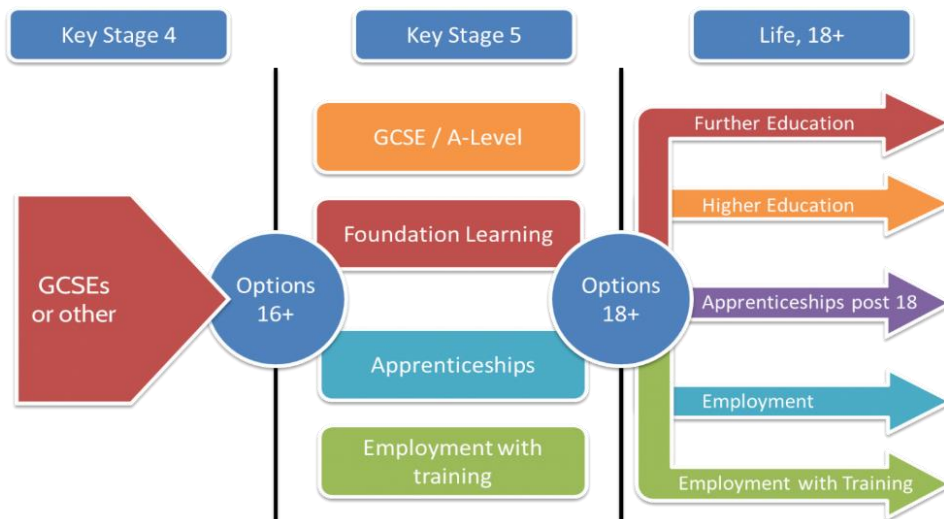 Key Stage 4
Key Stage 5
Life, 18+
GCSEs
or other
Options
16+
GCSE / A-Level
Foundation Learning
Apprenticeships
Employment with
training
Options
18+
Further Education
Higher Education
Apprenticeships post 18
Employment
Employment with Training